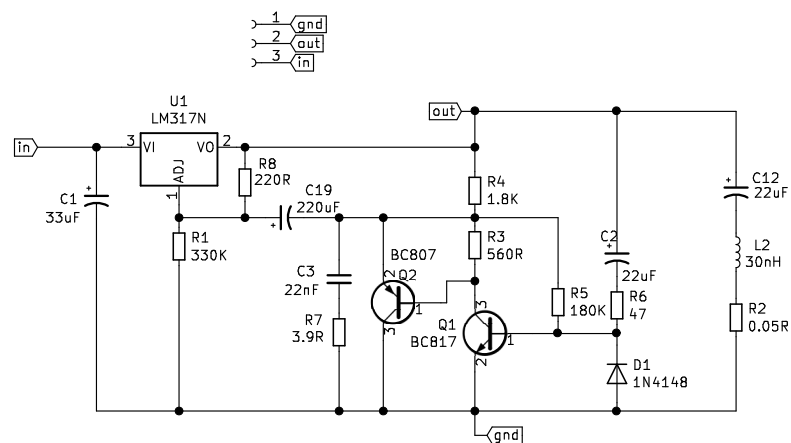 1 gnd
2 out
3 in
U1
LM317N
out
in
3 VI VO 2
ADJ
1
R8
220R
C19
220uF
+
R4
1.8K
+
C12
22uF
+
C1
33uF
R1
330K
BC807
R3
560R
C2
+
22uF
L2
30nH
C3
22nF
2
Q2
1
3
R5
180K
R6
47
R2
0.05R
R7
3.9R
Q1
BC817
3
1
2
D1
1N4148
gnd